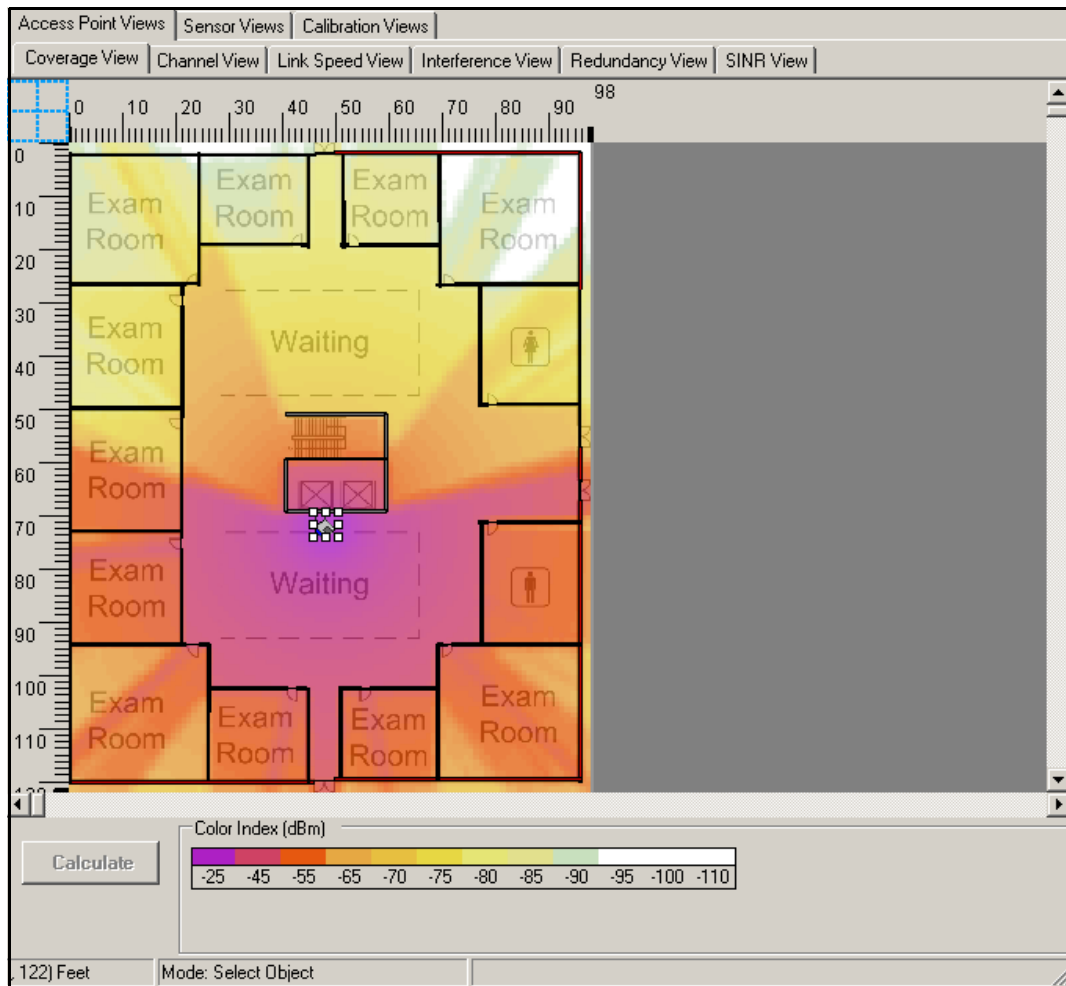 Access Point Views Sensor Views Calibration Views
Coverage View Channel View Link Speed View Interference View Redundancy View SINR View
98
0 10 20 30 40 50 60 70 80 90
0
10
20
30
40
50
60
70
80
90
100
110
120
Exam Room
Exam Room
Exam Room
Exam Room
Exam Room
Waiting
Exam Room
Exam Room
Waiting
Exam Room
Exam Room
Exam Room
Exam Room
Calculate
Color Index (dBm)
-25 -45 -55 -65 -70 -75 -80 -85 -90 -95 -100 -110
, 122) Feet
Mode: Select Object